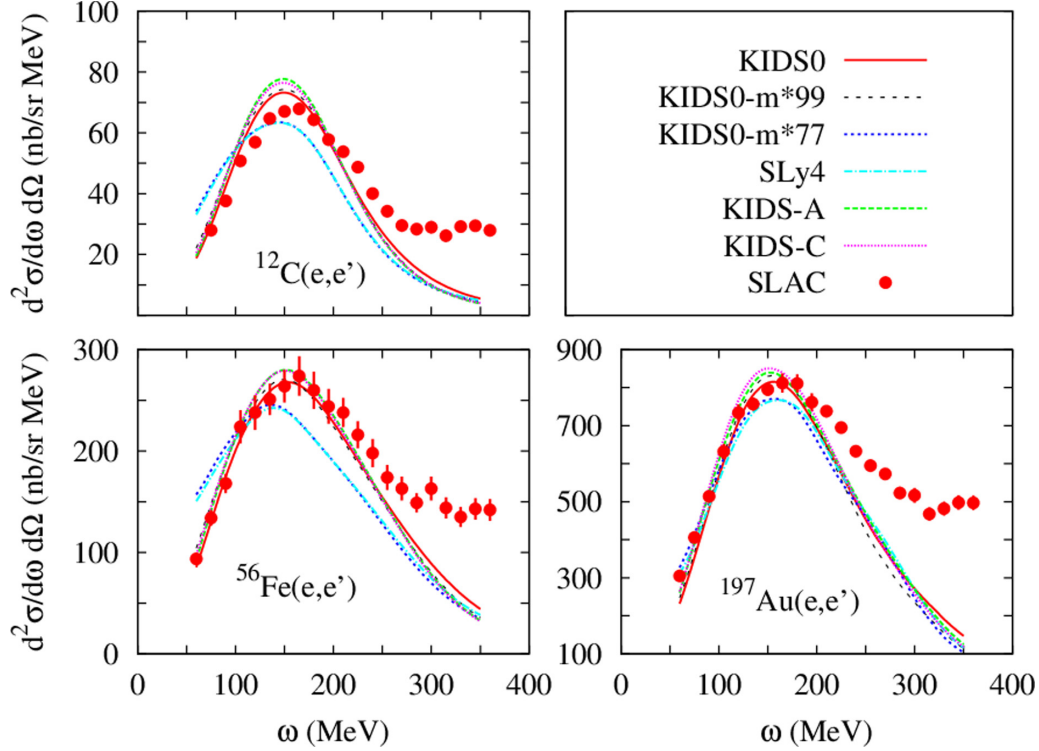 d²σ/dω dΩ (nb/sr MeV)
100
80
60
40
20
¹²C(e,e’)
KIDS0
KIDS0-m*99
KIDS0-m*77
SLy4
KIDS-A
KIDS-C
SLAC
d²σ/dω dΩ (nb/sr MeV)
300
200
100
0
⁵⁶Fe(e,e’)
0 100 200 300 400
ω (MeV)
900
700
500
300
100
¹⁹⁷Au(e,e’)
0 100 200 300 400
ω (MeV)